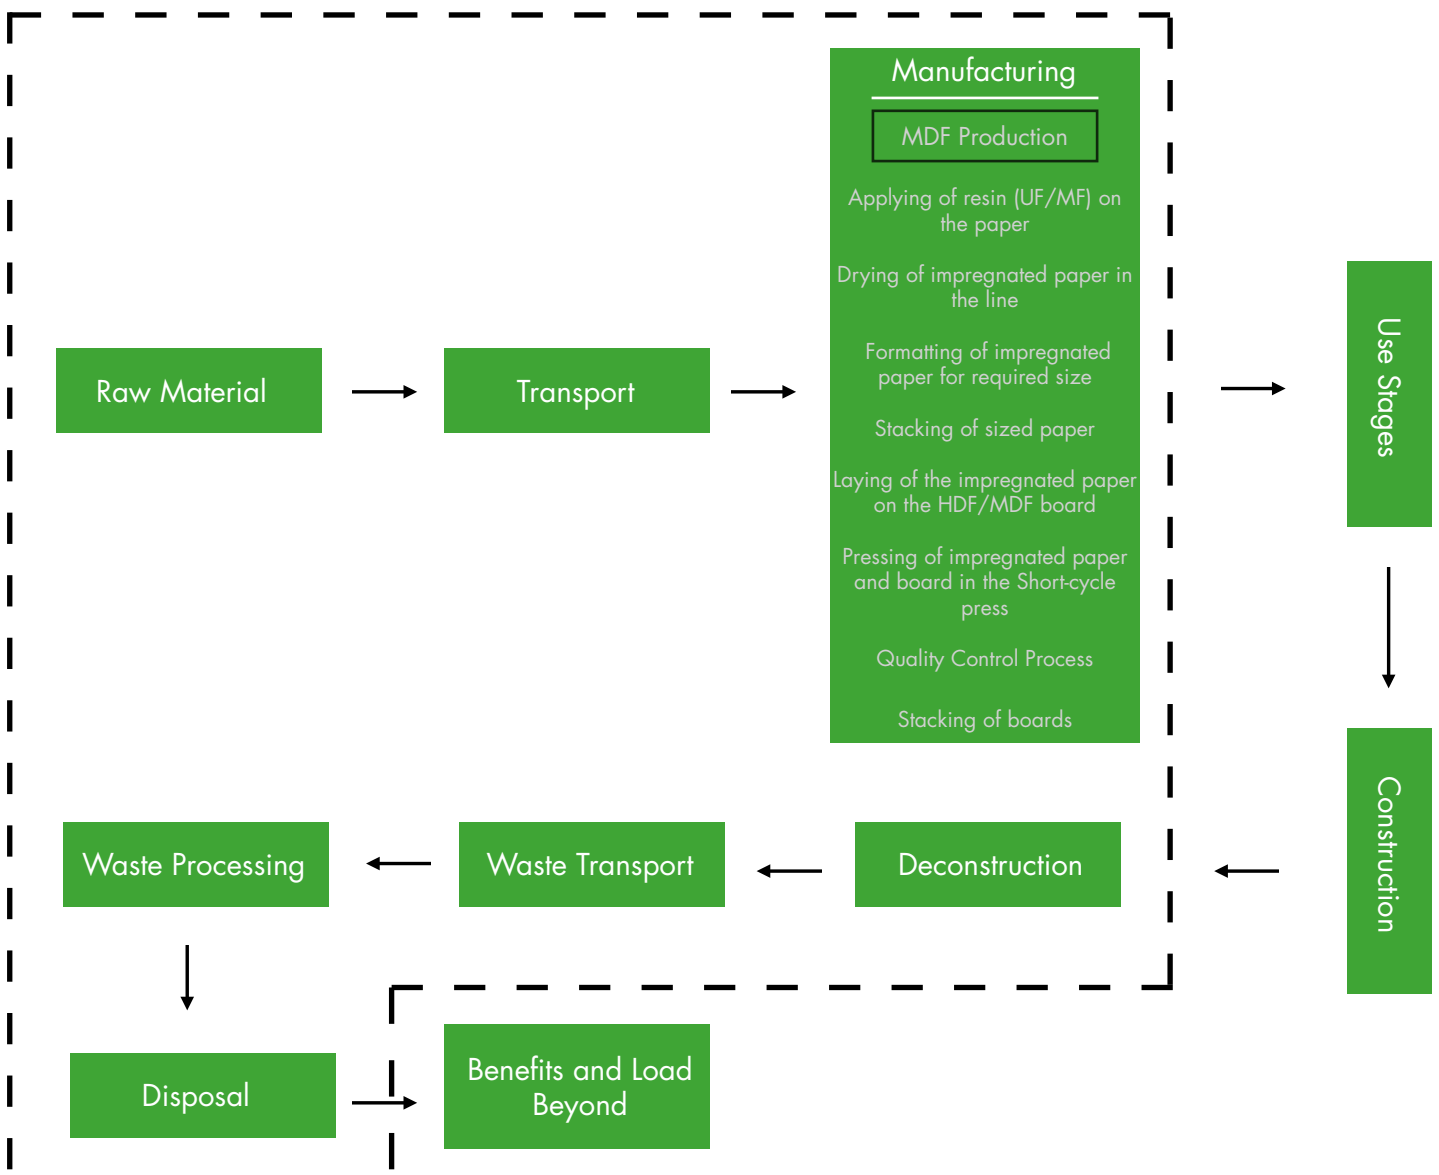 Manufacturing
MDF Production
Applying of resin (UF/MF) on
the paper
Drying of impregnated paper in
the line
Formatting of impregnated
paper for required size
Stacking of sized paper
Laying of the impregnated paper
on the HDF/MDF board
Pressing of impregnated paper
and board in the Short-cycle
press
Quality Control Process
Stacking of boards
Raw Material
Transport
Use Stages
Construction
Deconstruction
Waste Transport
Waste Processing
Disposal
Benefits and Load
Beyond